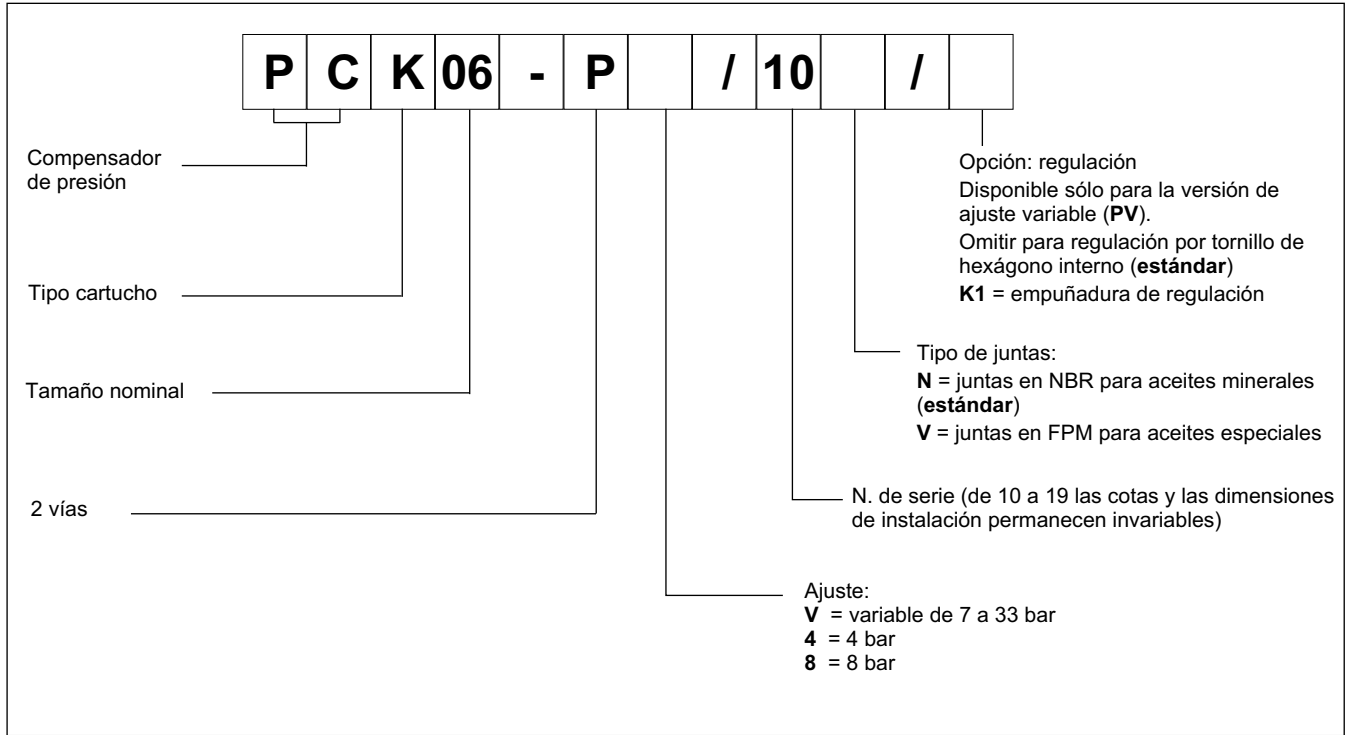 P C K 06 - P / 10 /
Compensador
de presión
Tipo cartucho
Tamaño nominal
2 vías
Opción: regulación
Disponible sólo para la versión de
ajuste variable (PV).
Omitir para regulación por tornillo de
hexágono interno (estándar)
K1 = empuñadura de regulación
Tipo de juntas:
N = juntas en NBR para aceites minerales
(estándar)
V = juntas en FPM para aceites especiales
N. de serie (de 10 a 19 las cotas y las dimensiones
de instalación permanecen invariables)
Ajuste:
V = variable de 7 a 33 bar
4 = 4 bar
8 = 8 bar